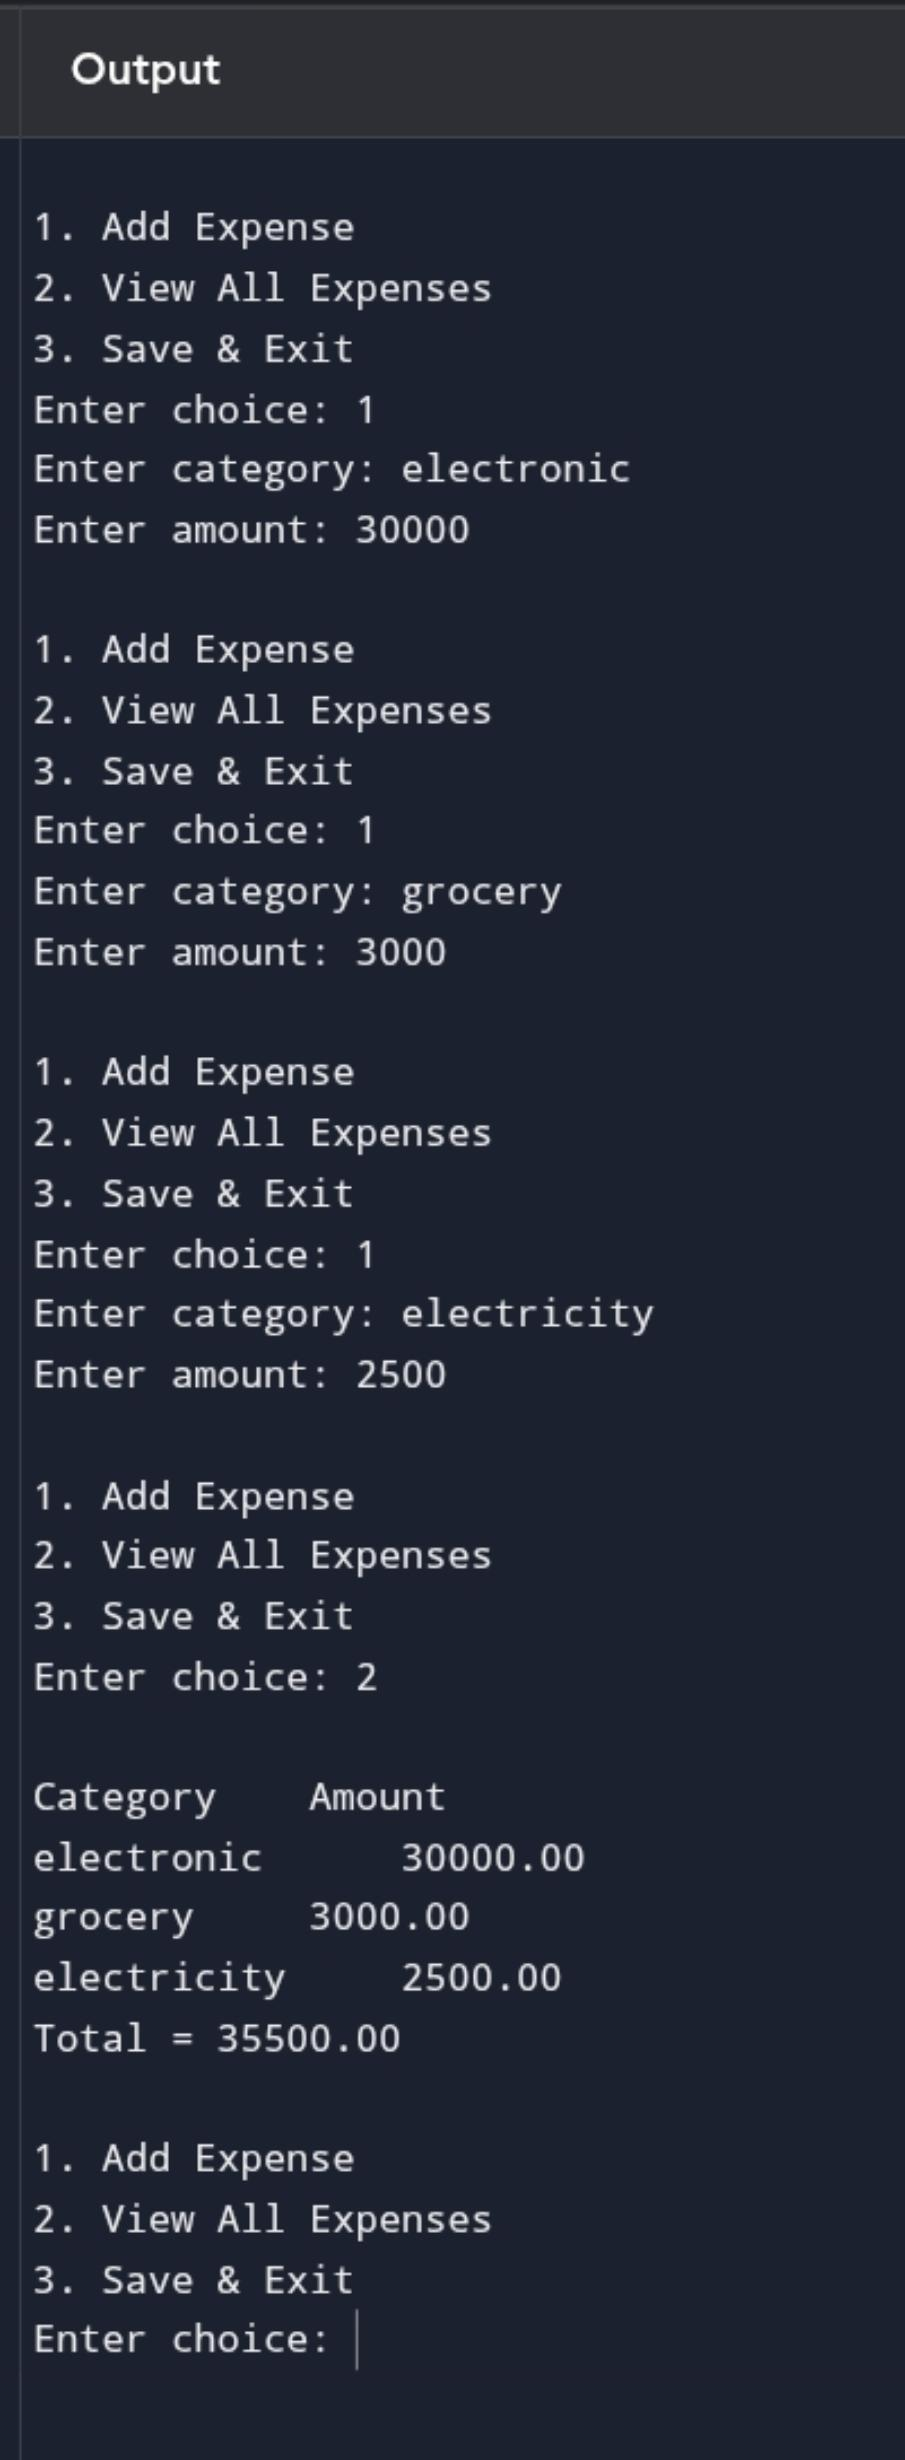 Output
1. Add Expense
2. View All Expenses
3. Save & Exit
Enter choice: 1
Enter category: electronic
Enter amount: 30000
1. Add Expense
2. View All Expenses
3. Save & Exit
Enter choice: 1
Enter category: grocery
Enter amount: 3000
1. Add Expense
2. View All Expenses
3. Save & Exit
Enter choice: 1
Enter category: electricity
Enter amount: 2500
1. Add Expense
2. View All Expenses
3. Save & Exit
Enter choice: 2
Category    Amount
electronic      30000.00
grocery     3000.00
electricity     2500.00
Total = 35500.00
1. Add Expense
2. View All Expenses
3. Save & Exit
Enter choice: